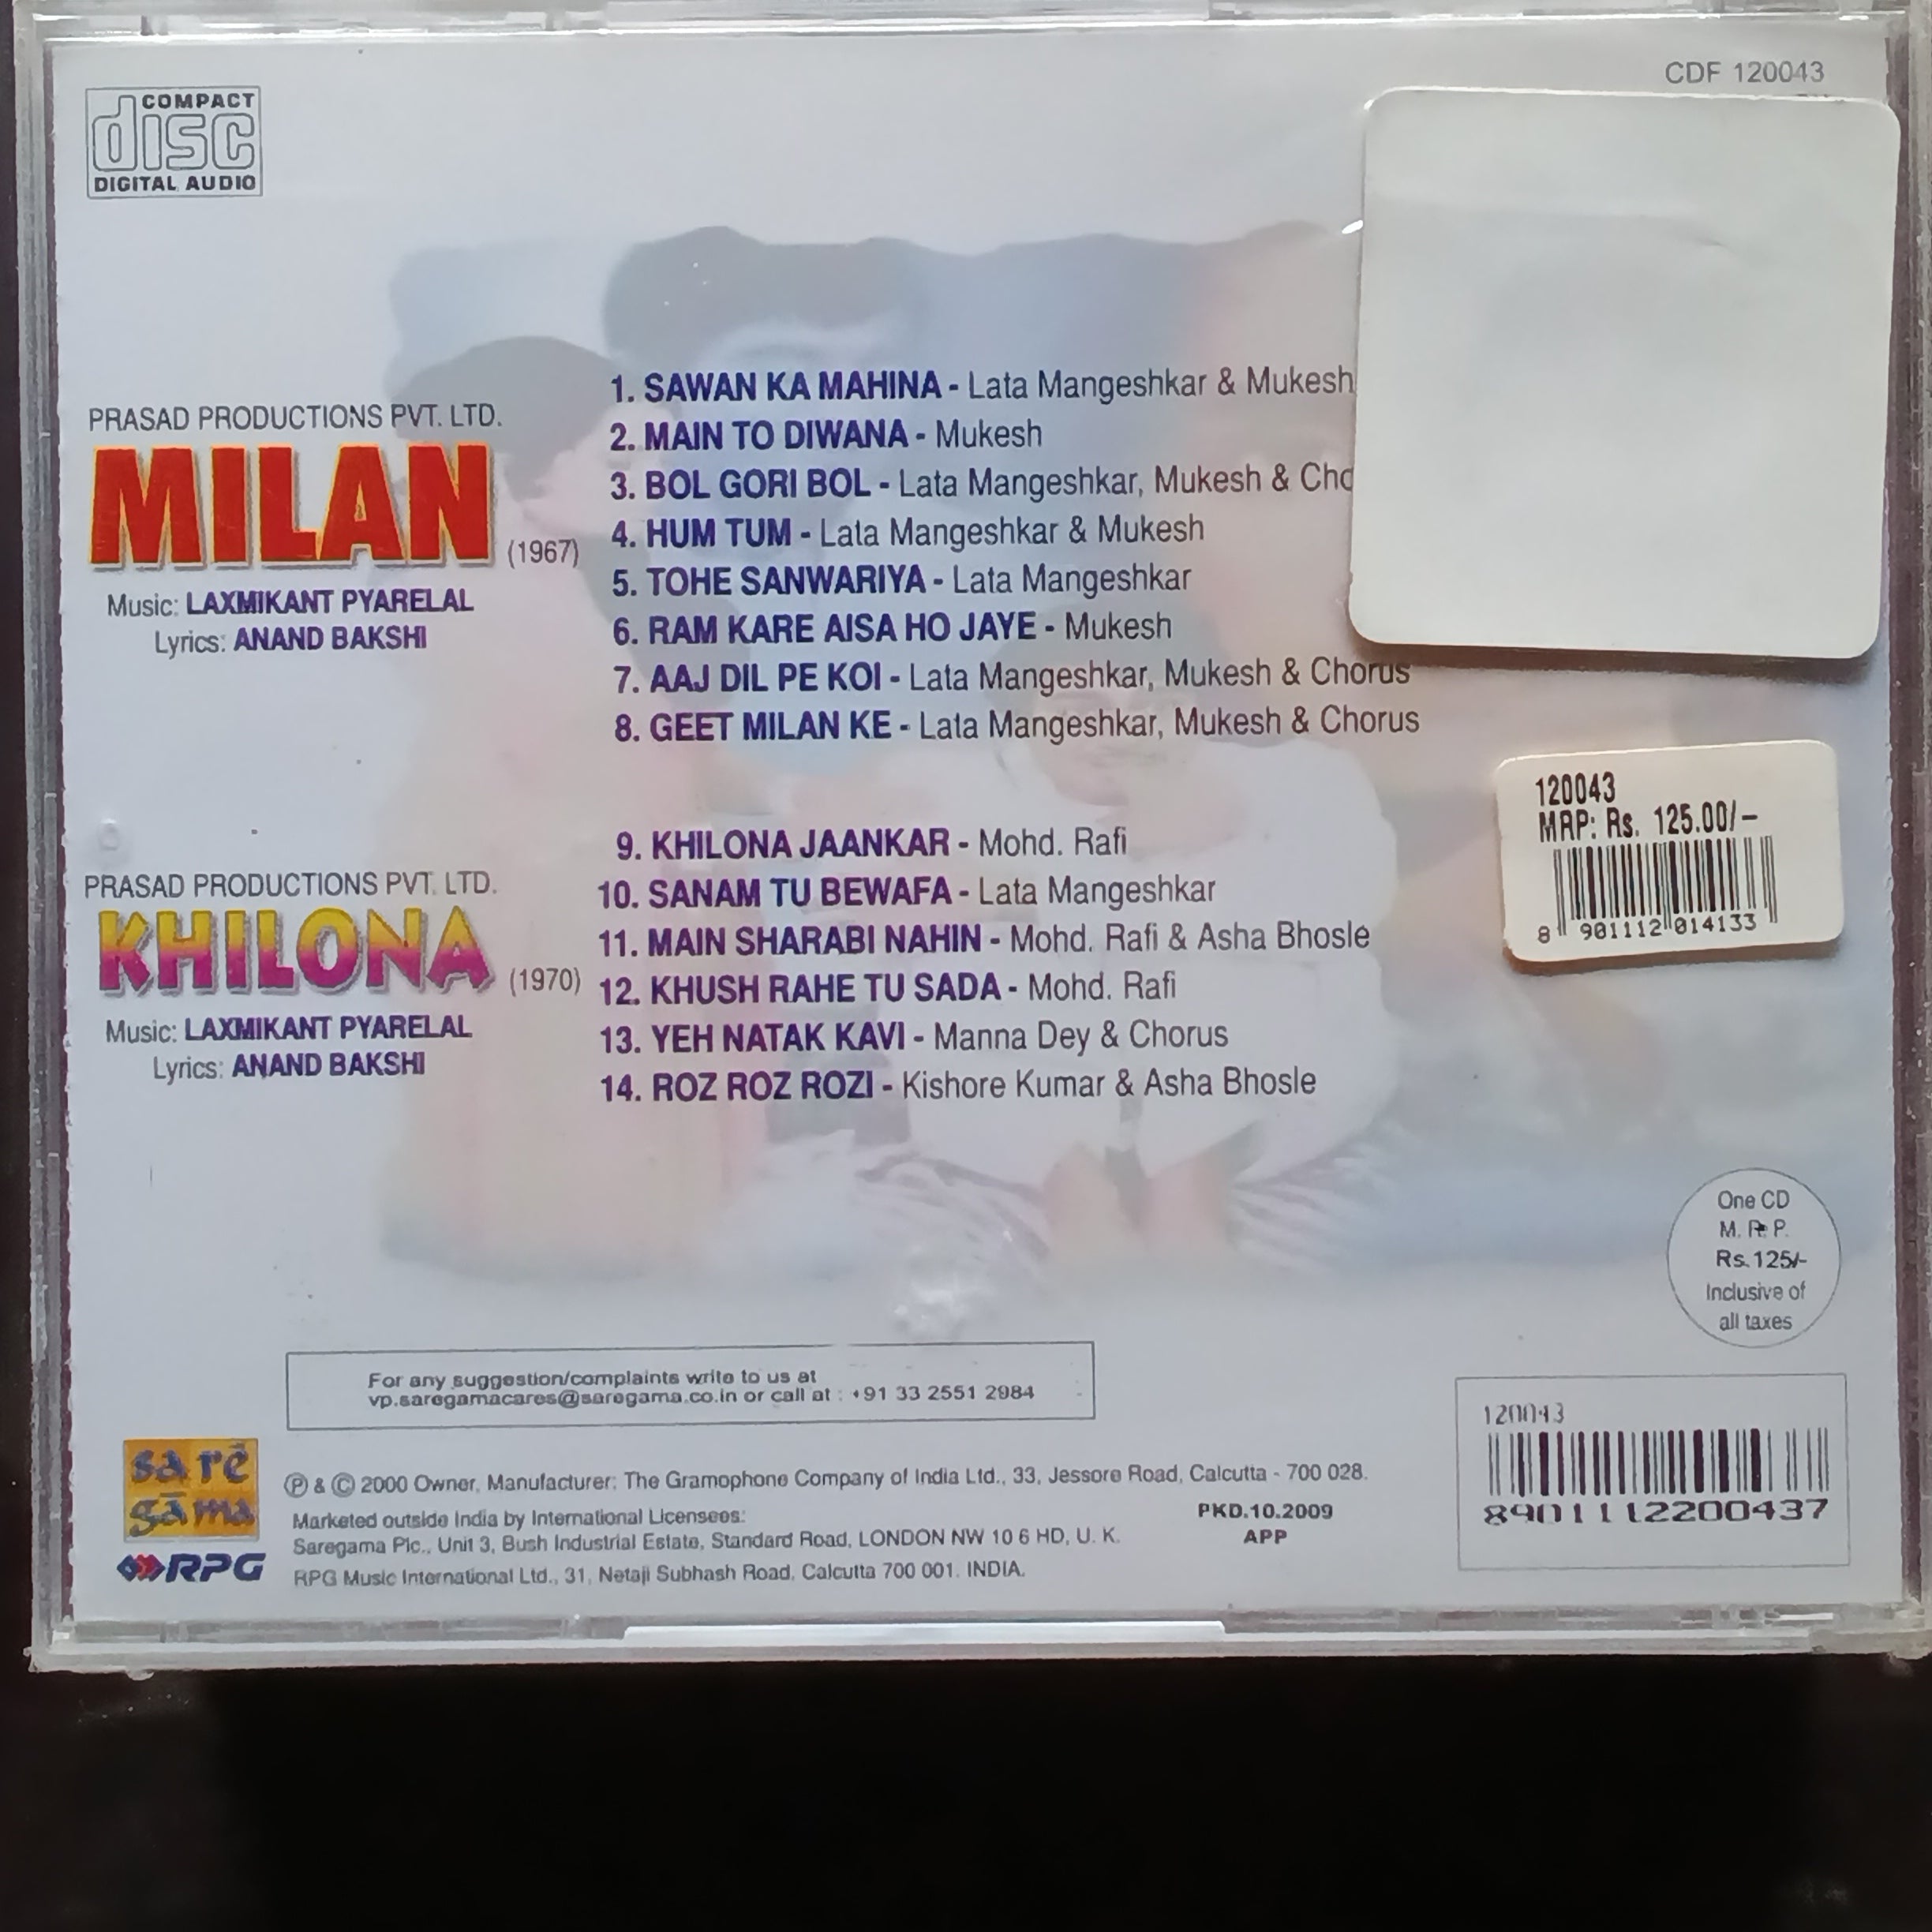 CDF 120043
COMPACT
disc
DIGITAL AUDIO
PRASAD PRODUCTIONS PVT. LTD.
MILAN (1967)
Music: LAXMIKANT PYARELAL
Lyrics: ANAND BAKSHI
1. SAWAN KA MAHINA - Lata Mangeshkar & Mukesh
2. MAIN TO DIWANA - Mukesh
3. BOL GORI BOL - Lata Mangeshkar, Mukesh &
4. HUM TUM - Lata Mangeshkar & Mukesh
5. TOHE SANWARIYA - Lata Mangeshkar
6. RAM KARE AISA HO JAYE - Mukesh
7. AAJ DIL PE KOI - Lata Mangeshkar, Mukesh & Chorus
8. GEET MILAN KE - Lata Mangeshkar, Mukesh & Chorus
120043
MRP: Rs. 125.00/-
8 901112 014133
PRASAD PRODUCTIONS PVT. LTD.
KHILONA (1970)
Music: LAXMIKANT PYARELAL
Lyrics: ANAND BAKSHI
9. KHILONA JAANKAR - Mohd. Rafi
10. SANAM TU BEWAFA - Lata Mangeshkar
11. MAIN SHARABI NAHIN - Mohd. Rafi & Asha Bhosle
12. KHUSH RAHE TU SADA - Mohd. Rafi
13. YEH NATAK KAVI - Manna Dey & Chorus
14. ROZ ROZ ROZI - Kishore Kumar & Asha Bhosle
One CD
M. R. P.
Rs.125/-
Inclusive of
all taxes
For any suggestion/complaints write to us at
vp.saregamacares@saregama.co.in or call at : +91 33 2551 2984
sa rē
gāma
RPG
Ⓟ & © 2000 Owner, Manufacturer: The Gramophone Company of India Ltd., 33, Jessore Road, Calcutta - 700 028.
Marketed outside India by International Licensees:
Saregama Plc., Unit 3, Bush Industrial Estate, Standard Road, LONDON NW 10 6 HD, U. K.
RPG Music International Ltd., 31, Netaji Subhash Road, Calcutta 700 001. INDIA.
PKD.10.2009
APP
120043
8901112200437